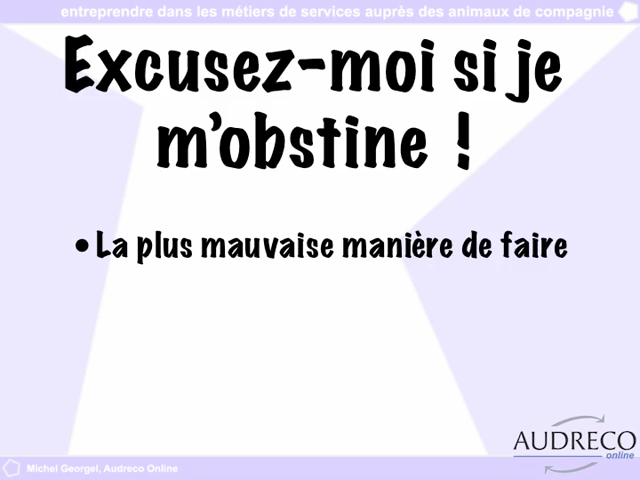 entreprendre dans les métiers de services auprès des animaux de compagnie
Excusez-moi si je
m'obstine !
•La plus mauvaise manière de faire
AUDRECO
online
Michel Georgel, Audreco Online